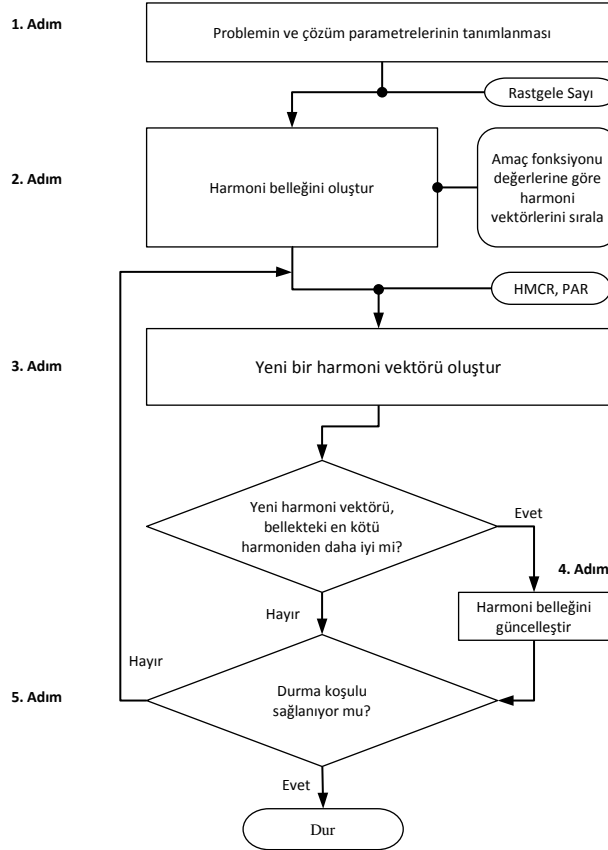 1. Adım
Problemin ve çözüm parametrelerinin tanımlanması
Rastgele Sayı
2. Adım
Harmoni belleğini oluştur
Amaç fonksiyonu
değerlerine göre
harmoni
vektörlerini sırala
HMCR, PAR
3. Adım
Yeni bir harmoni vektörü oluştur
Yeni harmoni vektörü,
bellekteki en kötü
harmoniden daha iyi mi?
Evet
4. Adım
Harmoni belleğini
güncelleştir
Hayır
Hayır
5. Adım
Durma koşulu
sağlanıyor mu?
Evet
Dur